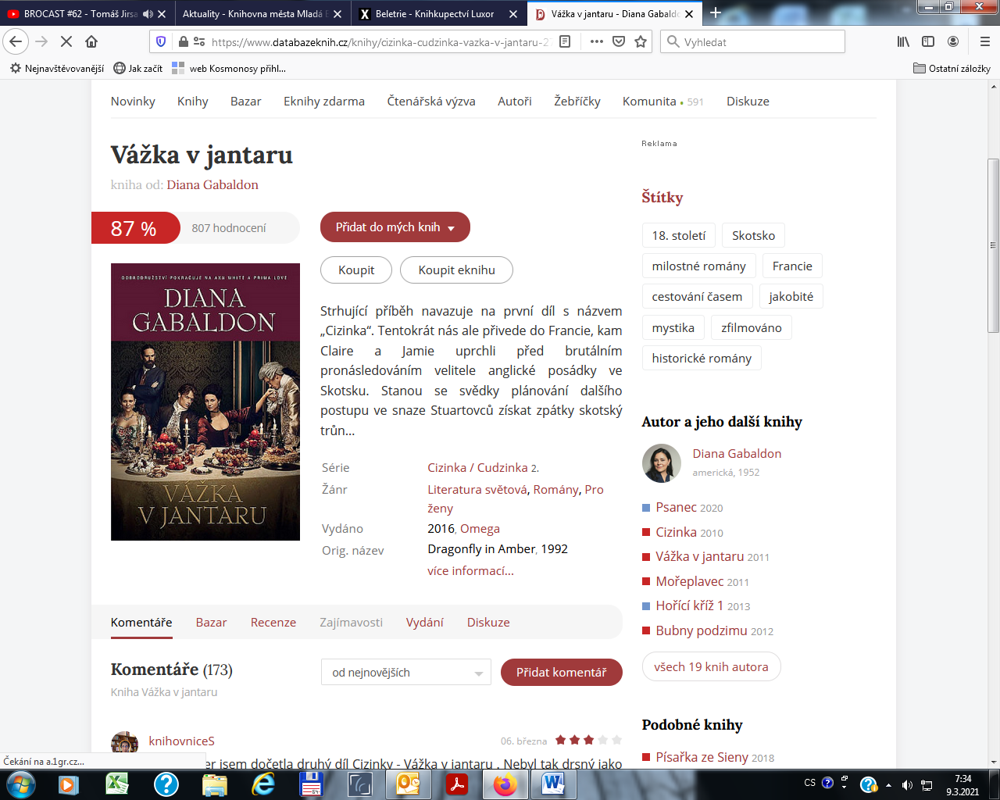 BROCAST #62 - Tomáš Jirsa
Aktuality - Knihovna města Mladá B
Beletrie - Knihkupectví Luxor
Vážka v jantaru - Diana Gabaldo
https://www.databazeknih.cz/knihy/cizinka-cudzinka-vazka-v-jantaru-27
Vyhledat
Nejnavštěvovanější
Jak začít
web Kosmonosy přihl...
Ostatní záložky
Novinky
Knihy
Bazar
Eknihy zdarma
Čtenářská výzva
Autoři
Žebříčky
Komunita • 591
Diskuze
Vážka v jantaru
kniha od: Diana Gabaldon
87 %
807 hodnocení
Přidat do mých knih
Koupit
Koupit eknihu
DOBRODRUŽSTVÍ POKRAČUJE NA AXN WHITE A PRIMA LOVE
DIANA
GABALDON
VÁŽKA
V JANTARU
Strhující příběh navazuje na první díl s názvem
„Cizinka“. Tentokrát nás ale přivede do Francie, kam
Claire a Jamie uprchli před brutálním
pronásledováním velitele anglické posádky ve
Skotsku. Stanou se svědky plánování dalšího
postupu ve snaze Stuartovců získat zpátky skotský
trůn...
Série
Cizinka / Cudzinka 2.
Žánr
Literatura světová, Romány, Pro
ženy
Vydáno
2016, Omega
Orig. název
Dragonfly in Amber, 1992
více informací...
Komentáře
Bazar
Recenze
Zajímavosti
Vydání
Diskuze
Komentáře (173)
Kniha Vážka v jantaru
od nejnovějších
Přidat komentář
knihovniceS
06. března
er jsem dočetla druhý díl Cizinky - Vážka v jantaru . Nebyl tak drsný jako
Reklama
Štítky
18. století
Skotsko
milostné romány
Francie
cestování časem
jakobité
mystika
zfilmováno
historické romány
Autor a jeho další knihy
Diana Gabaldon
americká, 1952
Psanec 2020
Cizinka 2010
Vážka v jantaru 2011
Mořeplavec 2011
Hořící kříž 1 2013
Bubny podzimu 2012
všech 19 knih autora
Podobné knihy
Písařka ze Sieny 2018
Čekání na a.1gr.cz...
CS
7:34
9.3.2021